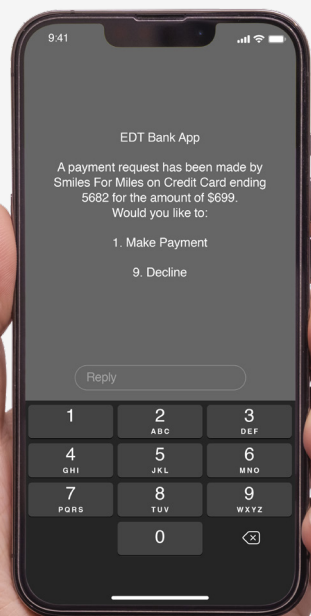 9:41
EDT Bank App
A payment request has been made by
Smiles For Miles on Credit Card ending
5682 for the amount of $699.
Would you like to:
1. Make Payment
9. Decline
Reply
1 2 3
ABC DEF
4 5 6
GHI JKL MNO
7 8 9
PQRS TUV WXYZ
0